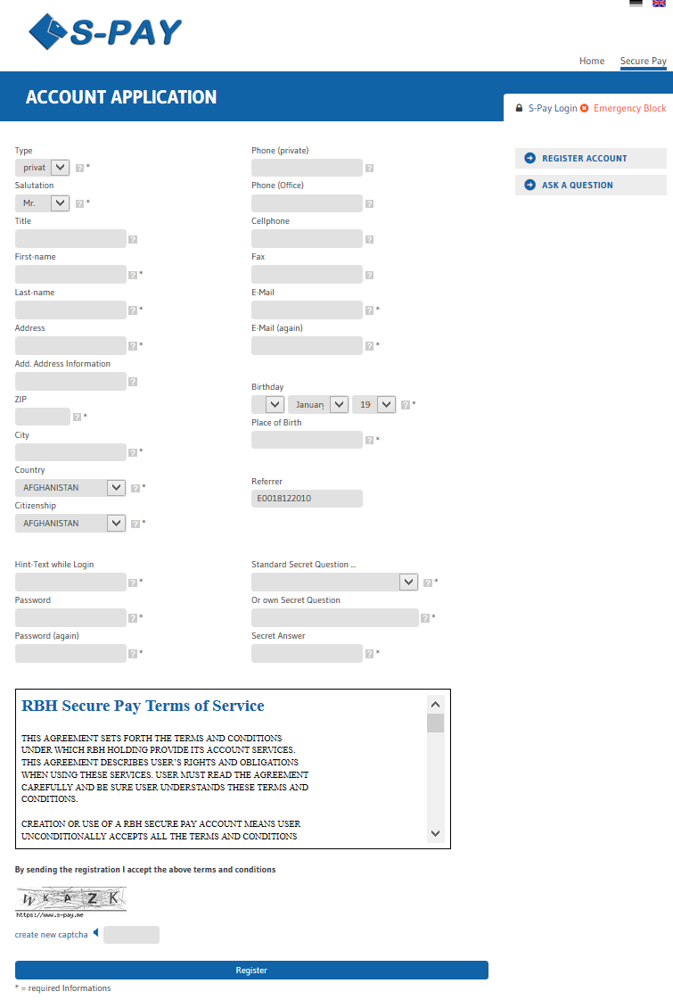 S-PAY
Home Secure Pay
ACCOUNT APPLICATION
S-Pay Login Emergency Block
REGISTER ACCOUNT
ASK A QUESTION
Type
privat ? *
Salutation
Mr. ? *
Title
?
First-name
? *
Last-name
? *
Address
? *
Add. Address Information
?
ZIP
? *
City
? *
Country
AFGHANISTAN ? *
Citizenship
AFGHANISTAN ? *
Phone (private)
?
Phone (Office)
?
Cellphone
?
Fax
?
E-Mail
? *
E-Mail (again)
? *
Birthday
Januar 19 ? *
Place of Birth
? *
Referrer
E0018122010
Hint-Text while Login
? *
Password
? *
Password (again)
? *
Standard Secret Question ...
? *
Or own Secret Question
? *
Secret Answer
? *
RBH Secure Pay Terms of Service
THIS AGREEMENT SETS FORTH THE TERMS AND CONDITIONS
UNDER WHICH RBH HOLDING PROVIDE ITS ACCOUNT SERVICES.
THIS AGREEMENT DESCRIBES USER'S RIGHTS AND OBLIGATIONS
WHEN USING THESE SERVICES. USER MUST READ THE AGREEMENT
CAREFULLY AND BE SURE USER UNDERSTANDS THESE TERMS AND
CONDITIONS.
CREATION OR USE OF A RBH SECURE PAY ACCOUNT MEANS USER
UNCONDITIONALLY ACCEPTS ALL THE TERMS AND CONDITIONS
By sending the registration I accept the above terms and conditions
W K A Z K
https://www.s-pay.me
create new captcha
Register
* = required Informations